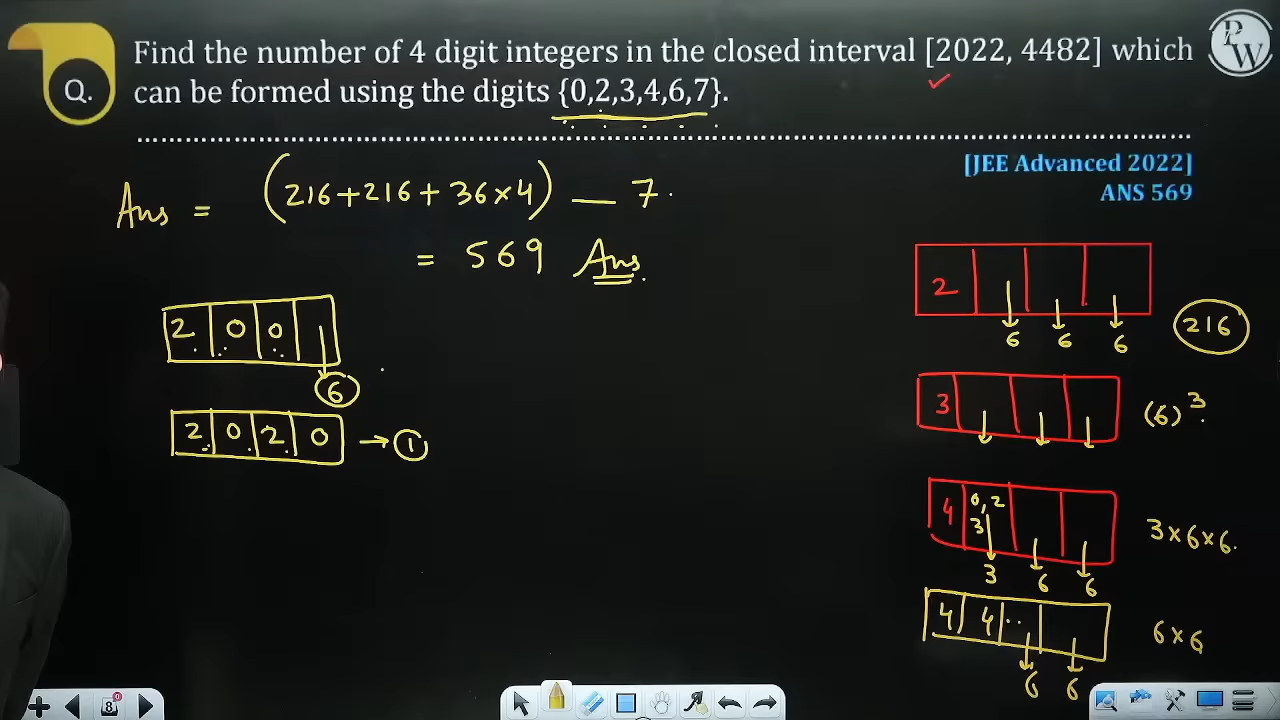 Q.
Find the number of 4 digit integers in the closed interval [2022, 4482] which
can be formed using the digits {0,2,3,4,6,7}.
PW
[JEE Advanced 2022]
ANS 569
Ans = (216+216+36×4) — 7.
= 569 Ans.
2 0 0
6
2 0 2 0 → 1
2
6 6 6
216
3
(6)³
4 0, 2
3
3 6 6
3×6×6.
4 4
6 6
6×6
8
0